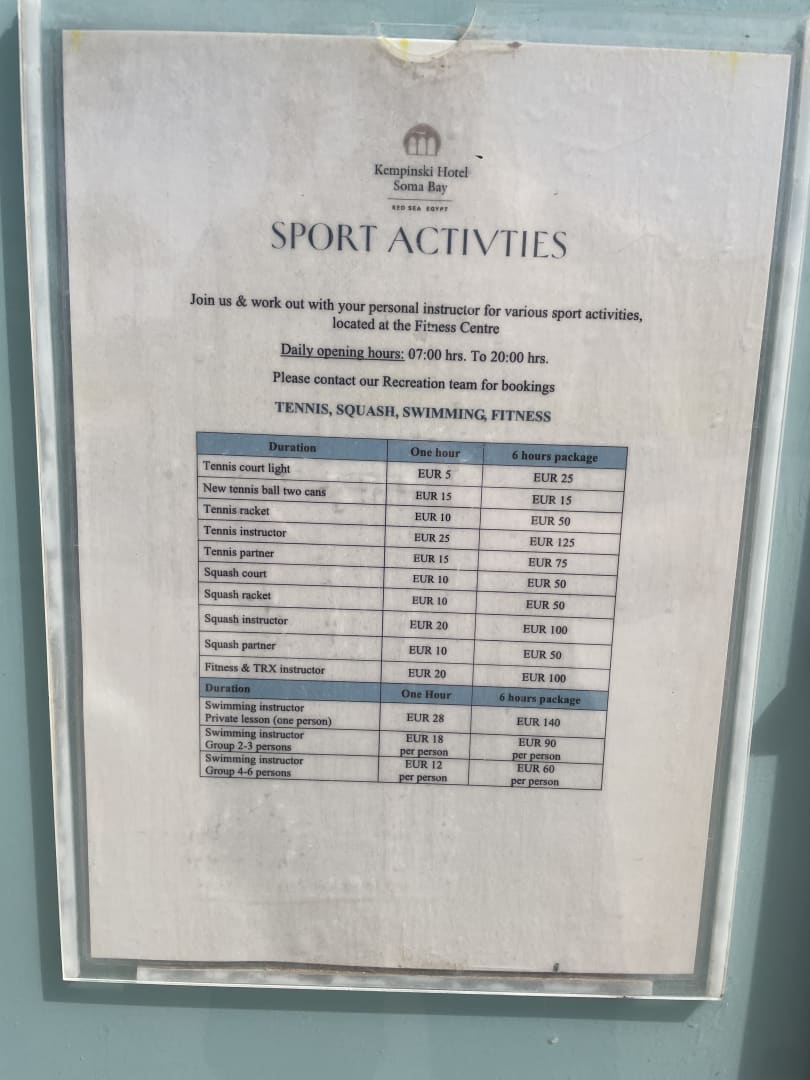 Kempinski Hotel
Soma Bay
RED SEA EGYPT
SPORT ACTIVTIES
Join us & work out with your personal instructor for various sport activities,
located at the Fitness Centre
Daily opening hours: 07:00 hrs. To 20:00 hrs.
Please contact our Recreation team for bookings
TENNIS, SQUASH, SWIMMING, FITNESS
Duration One hour 6 hours package
Tennis court light EUR 5 EUR 25
New tennis ball two cans EUR 15 EUR 15
Tennis racket EUR 10 EUR 50
Tennis instructor EUR 25 EUR 125
Tennis partner EUR 15 EUR 75
Squash court EUR 10 EUR 50
Squash racket EUR 10 EUR 50
Squash instructor EUR 20 EUR 100
Squash partner EUR 10 EUR 50
Fitness & TRX instructor EUR 20 EUR 100
Duration One Hour 6 hours package
Swimming instructor
Private lesson (one person) EUR 28 EUR 140
Swimming instructor EUR 18 EUR 90
Group 2-3 persons per person per person
Swimming instructor EUR 12 EUR 60
Group 4-6 persons per person per person